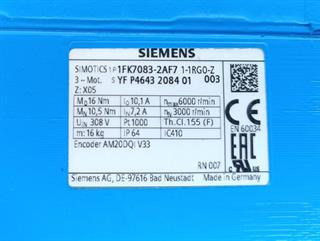 SIEMENS
SIMOTICS 1P 1FK7083-2AF71-1RG0-Z
3~Mot. S YF P4643 2084 01 003
Z: X05
M0 16 Nm I0 10,1 A nmax 6000 r/min
MN 10,5 Nm IN 7,2 A nN 3000 r/min
UIN 308 V Pt1000 Th.Cl.155 (F)
m: 16 kg IP 64 IC410
Encoder AM20DQI V33
CE
EN 60034
EAC
RN 007
Siemens AG, DE-97616 Bad Neustadt